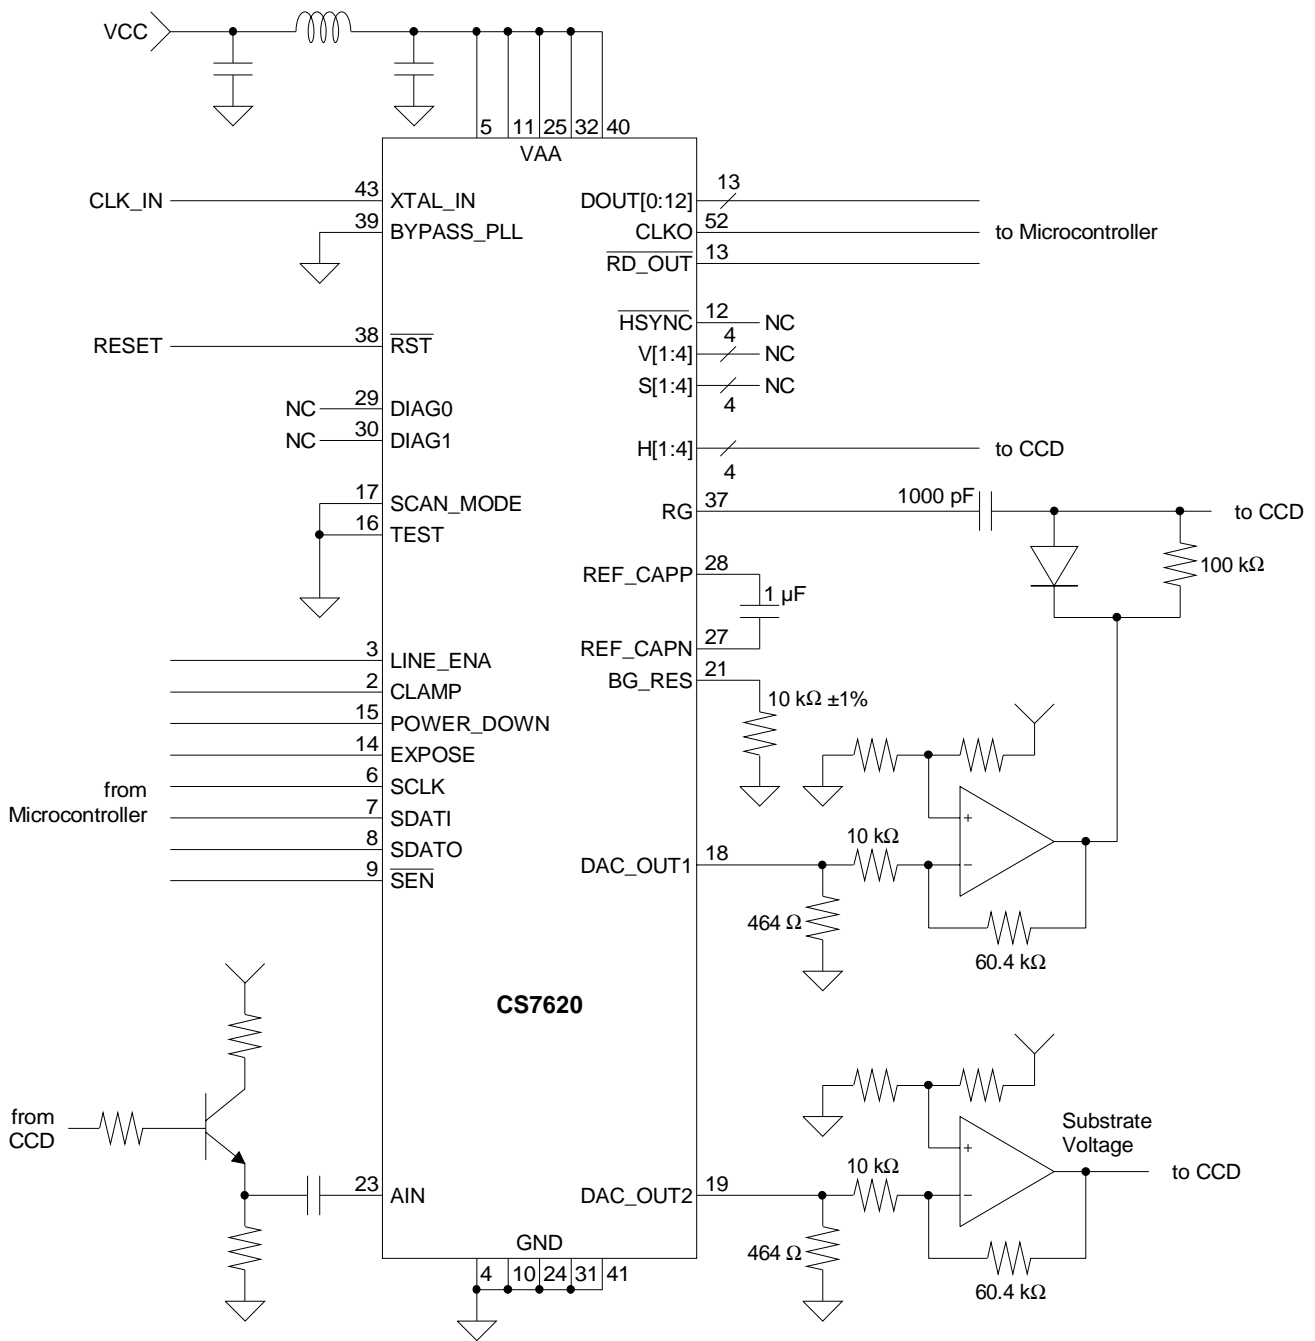 VCC
5 11 25 32 40
VAA
CLK_IN 43 XTAL_IN
39 BYPASS_PLL
RESET 38 RST
NC 29 DIAG0
NC 30 DIAG1
17 SCAN_MODE
16 TEST
3 LINE_ENA
2 CLAMP
15 POWER_DOWN
14 EXPOSE
6 SCLK
7 SDATI
8 SDATO
9 SEN
from
Microcontroller
from
CCD
23 AIN
CS7620
GND
4 10 24 31 41
DOUT[0:12] 13
CLKO 52 to Microcontroller
RD_OUT 13
HSYNC 12 NC
V[1:4] 4 NC
S[1:4] 4 NC
H[1:4] 4 to CCD
RG 37 1000 pF to CCD
100 kΩ
REF_CAPP 28
1 µF
REF_CAPN 27
BG_RES 21
10 kΩ ±1%
+
−
DAC_OUT1 18 10 kΩ
464 Ω
60.4 kΩ
Substrate
Voltage
+
−
to CCD
DAC_OUT2 19 10 kΩ
464 Ω
60.4 kΩ